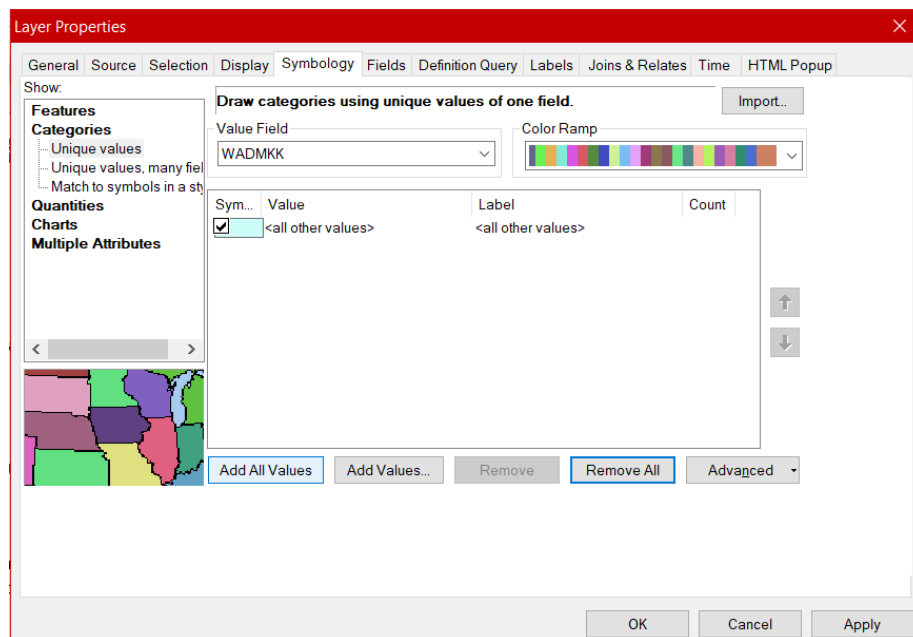 Layer Properties
General Source Selection Display Symbology Fields Definition Query Labels Joins & Relates Time HTML Popup
Show:
Features
Categories
Unique values
Unique values, many fiel
Match to symbols in a sty
Quantities
Charts
Multiple Attributes
Draw categories using unique values of one field.
Import...
Value Field
WADMKK
Color Ramp
Sym... Value Label Count
<all other values> <all other values>
Add All Values Add Values... Remove Remove All Advanced
OK Cancel Apply